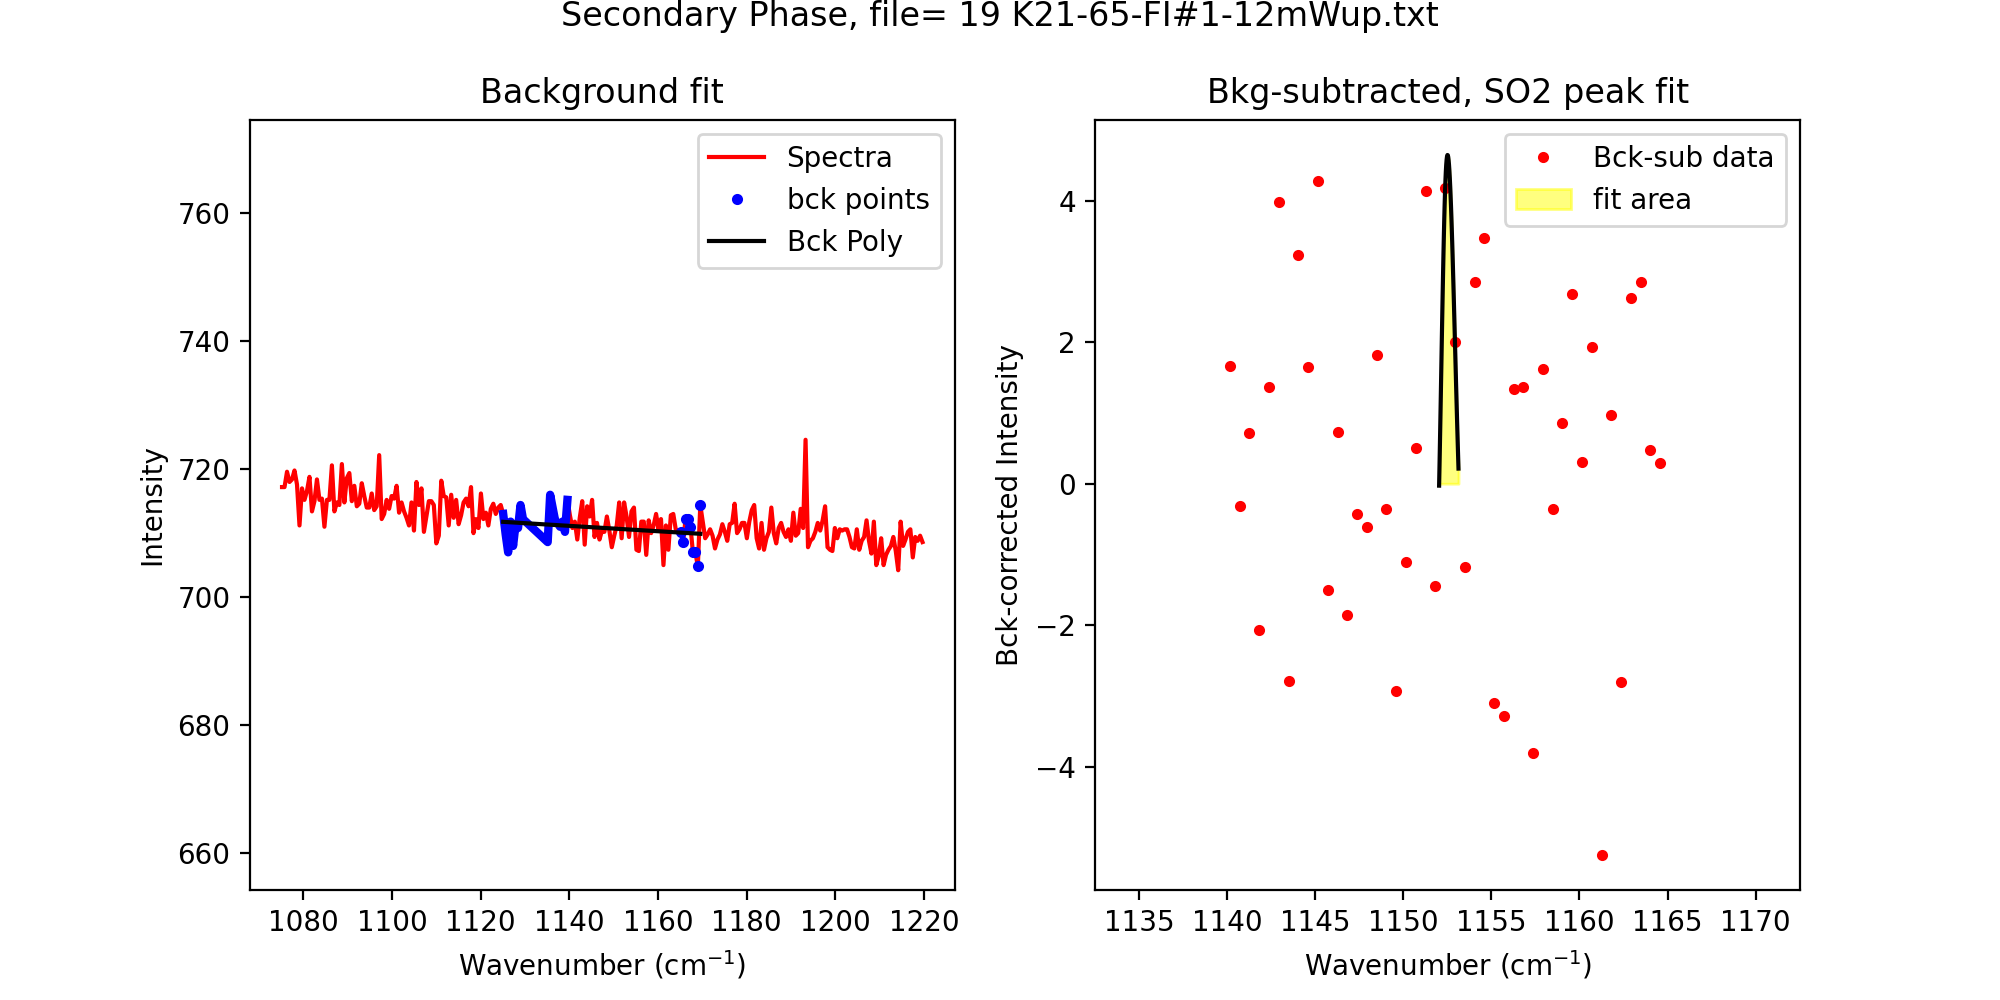 Secondary Phase, file= 19 K21-65-FI#1-12mWup.txt
Background fit
Spectra
bck points
Bck Poly
Intensity
760
740
720
700
680
660
1080 1100 1120 1140 1160 1180 1200 1220
Wavenumber (cm⁻¹)
Bkg-subtracted, SO2 peak fit
Bck-sub data
fit area
Bck-corrected Intensity
4
2
0
−2
−4
1135 1140 1145 1150 1155 1160 1165 1170
Wavenumber (cm⁻¹)